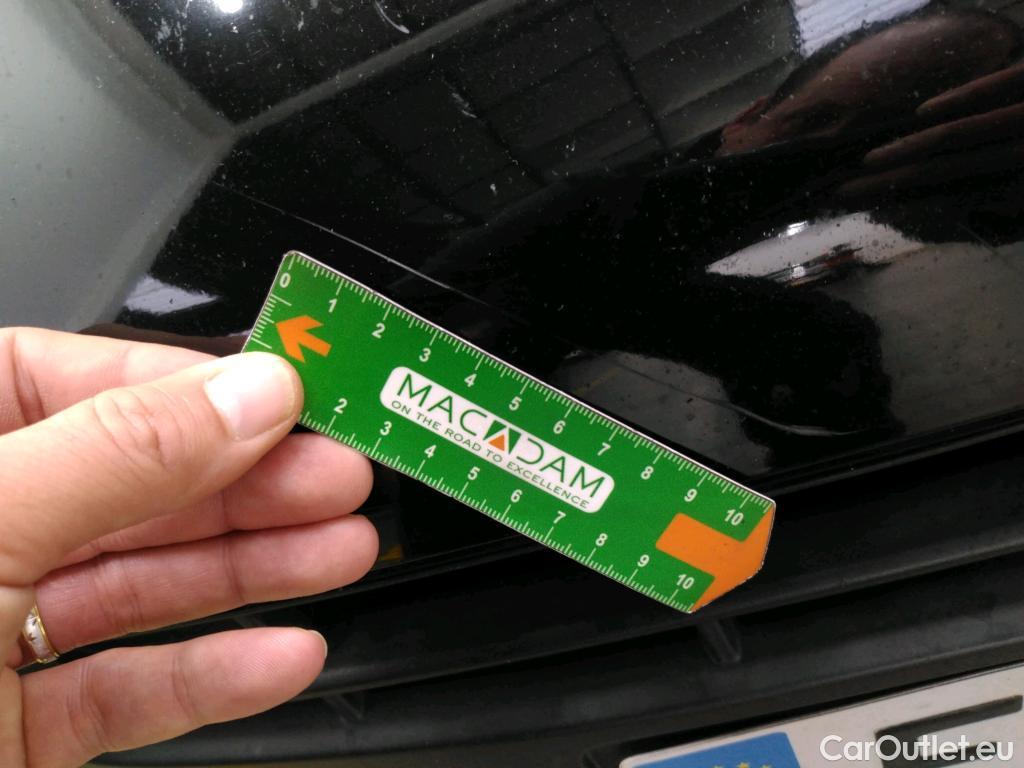 0 1 2 3 4 5 6 7 8 9 10
MACADAM
ON THE ROAD TO EXCELLENCE
2 3 4 5 6 7 8 9 10
CarOutlet.eu